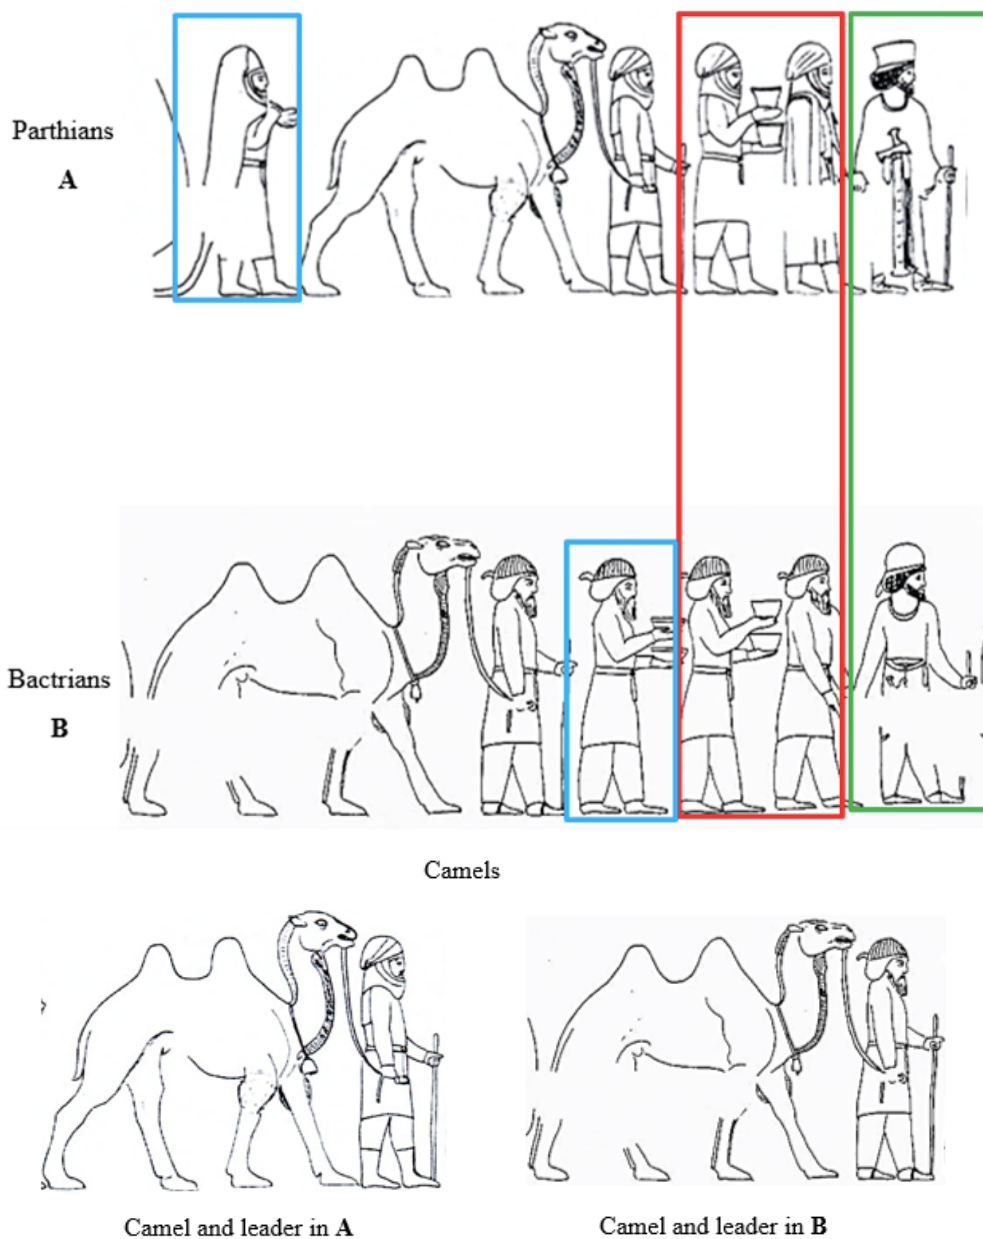 Parthians
A
Bactrians
B
Camels
Camel and leader in A
Camel and leader in B